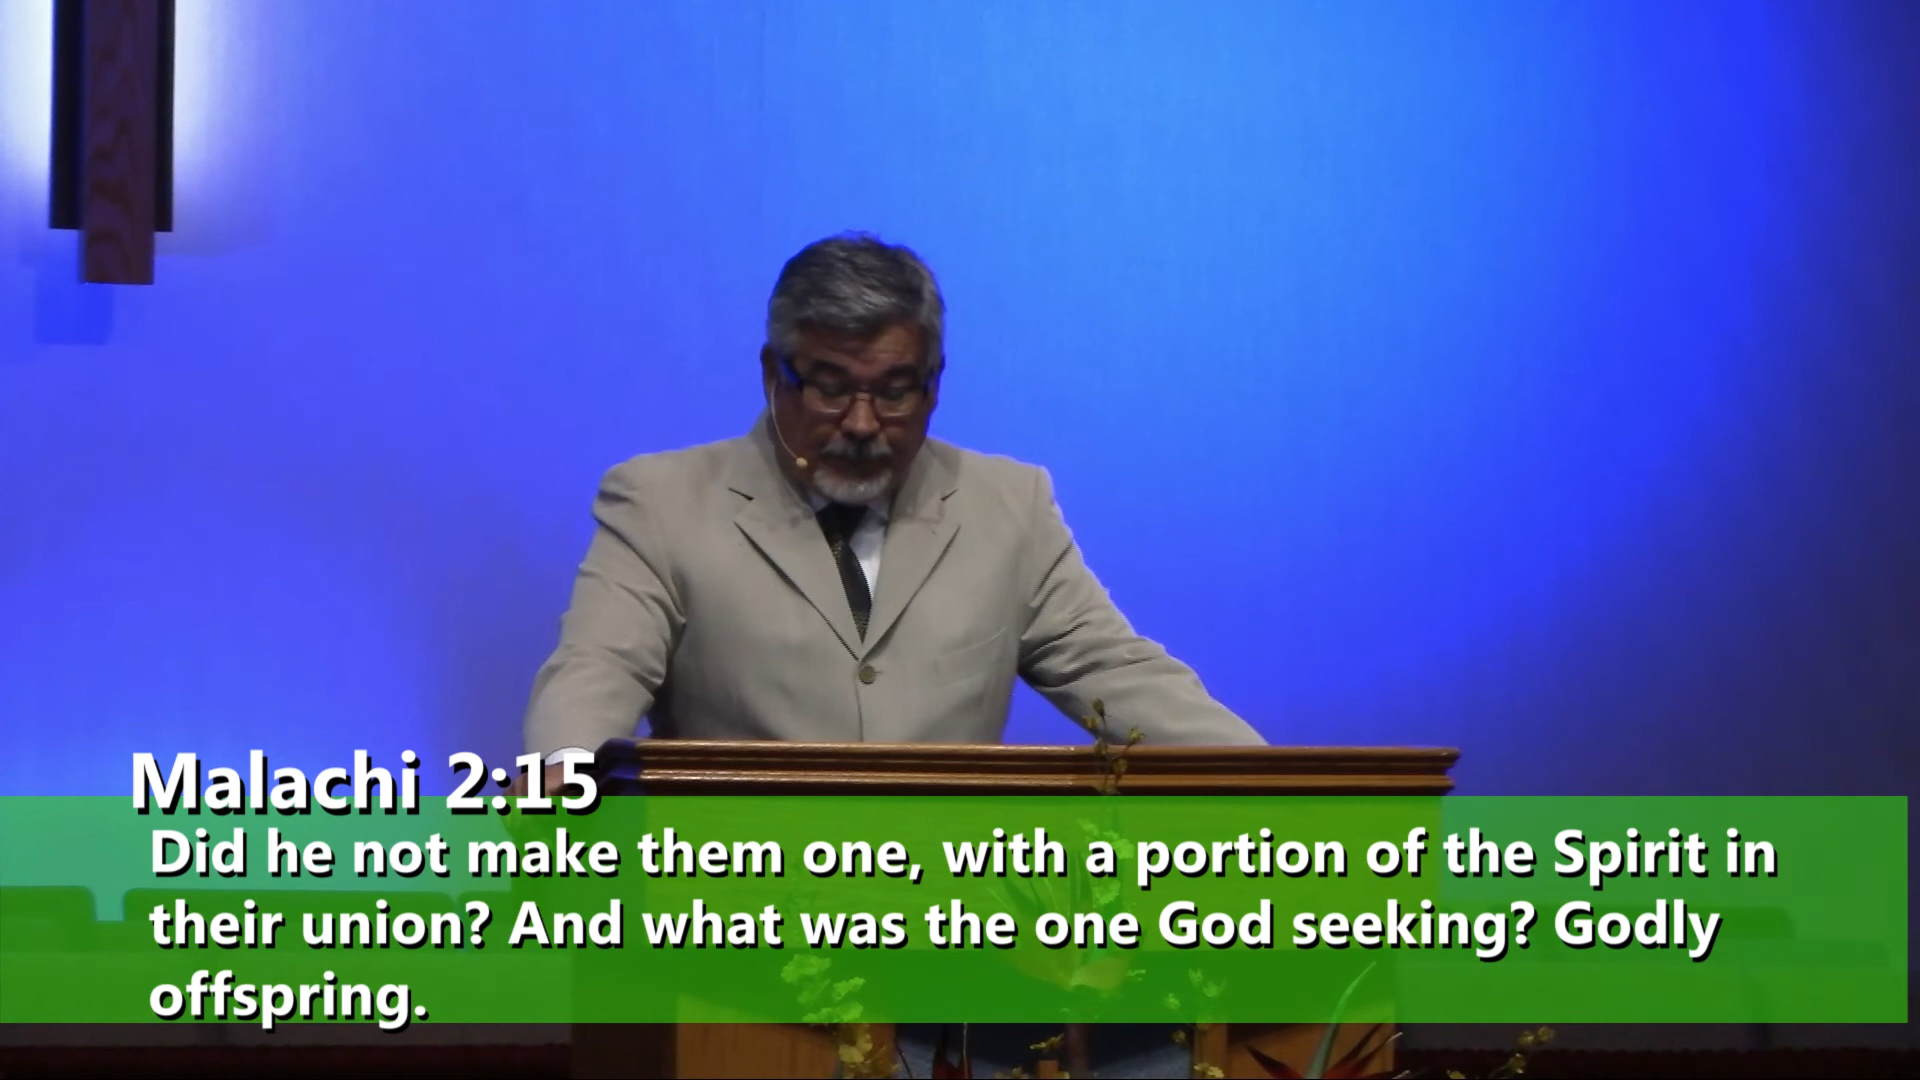 Malachi 2:15
Did he not make them one, with a portion of the Spirit in
their union? And what was the one God seeking? Godly
offspring.